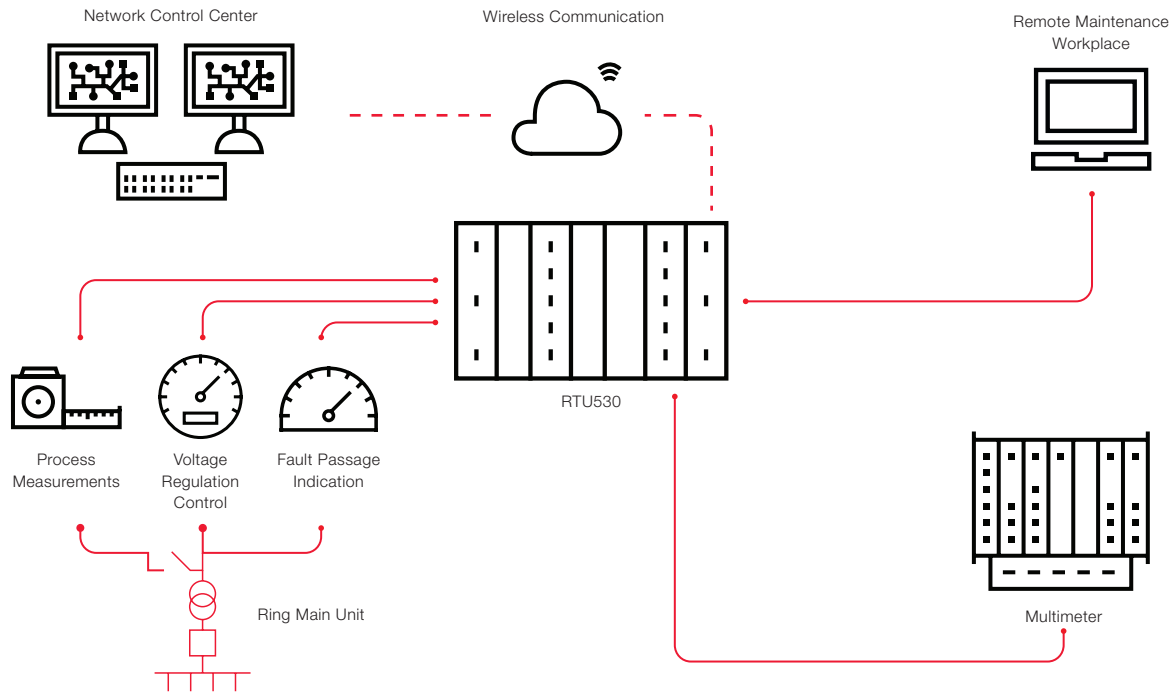 Network Control Center
Wireless Communication
Remote Maintenance
Workplace
RTU530
Process
Measurements
Voltage
Regulation
Control
Fault Passage
Indication
Ring Main Unit
Multimeter